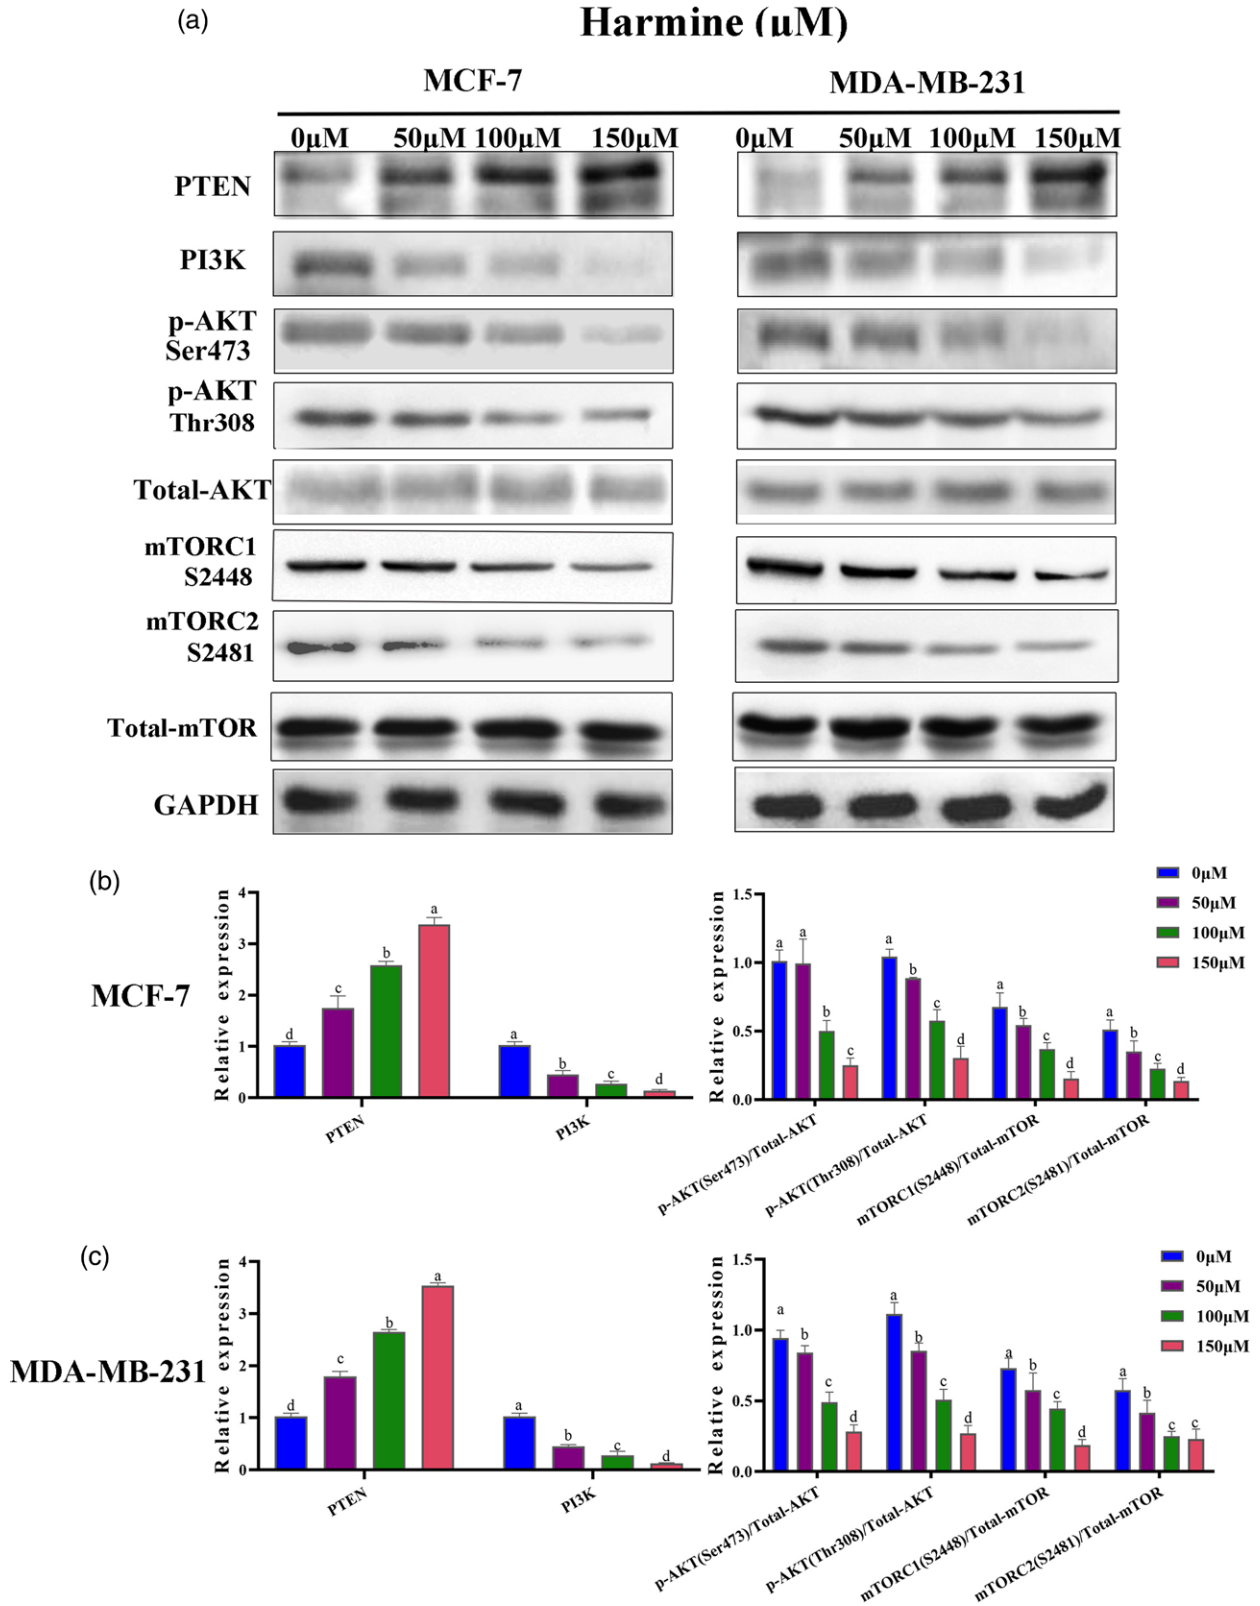 (a)
Harmine (μM)
MCF-7 MDA-MB-231
0μM 50μM 100μM 150μM 0μM 50μM 100μM 150μM
PTEN
PI3K
p-AKT
Ser473
p-AKT
Thr308
Total-AKT
mTORC1
S2448
mTORC2
S2481
Total-mTOR
GAPDH
(b)
MCF-7
Relative expression
4
3
2
1
0
d c b a a b c d
PTEN PI3K
Relative expression
1.5
1.0
0.5
0.0
a a b c a b c d a b c d a b c d
p-AKT(Ser473)/Total-AKT
p-AKT(Thr308)/Total-AKT
mTORC1(S2448)/Total-mTOR
mTORC2(S2481)/Total-mTOR
0μM
50μM
100μM
150μM
(c)
MDA-MB-231
Relative expression
4
3
2
1
0
d c b a a b c d
PTEN PI3K
Relative expression
1.5
1.0
0.5
0.0
a b c d a b c d a b c d a b c c
p-AKT(Ser473)/Total-AKT
p-AKT(Thr308)/Total-AKT
mTORC1(S2448)/Total-mTOR
mTORC2(S2481)/Total-mTOR
0μM
50μM
100μM
150μM